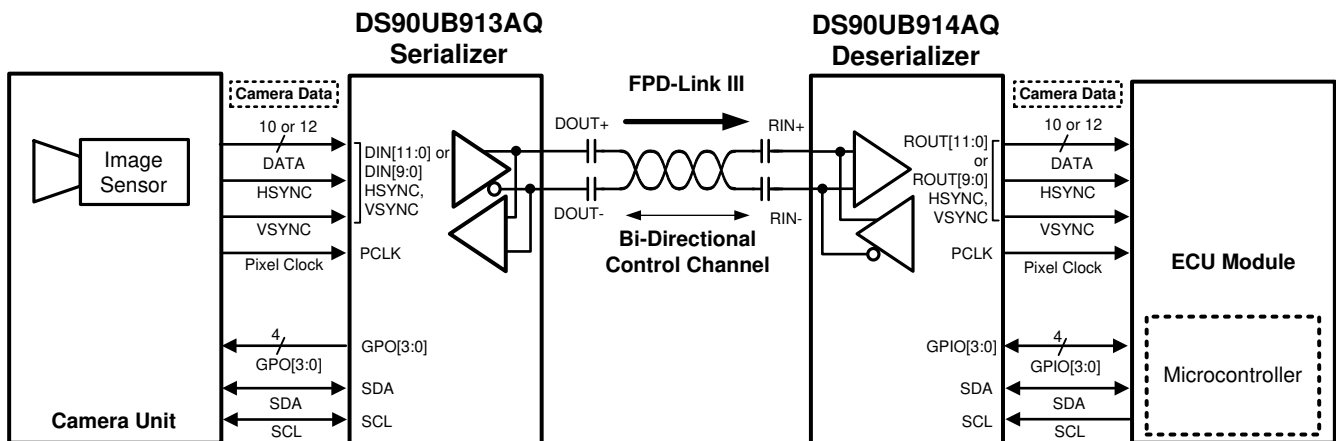 DS90UB913AQ
Serializer
DS90UB914AQ
Deserializer
FPD-Link III
Camera Data
10 or 12
DATA
HSYNC
VSYNC
Pixel Clock
4
GPO[3:0]
SDA
SCL
Image
Sensor
Camera Unit
DIN[11:0] or
DIN[9:0]
HSYNC,
VSYNC
PCLK
GPO[3:0]
SDA
SCL
DOUT+
DOUT-
RIN+
RIN-
Bi-Directional
Control Channel
ROUT[11:0]
or
ROUT[9:0]
HSYNC,
VSYNC
PCLK
GPIO[3:0]
SDA
SCL
Camera Data
10 or 12
DATA
HSYNC
VSYNC
Pixel Clock
4
GPIO[3:0]
SDA
SCL
ECU Module
Microcontroller